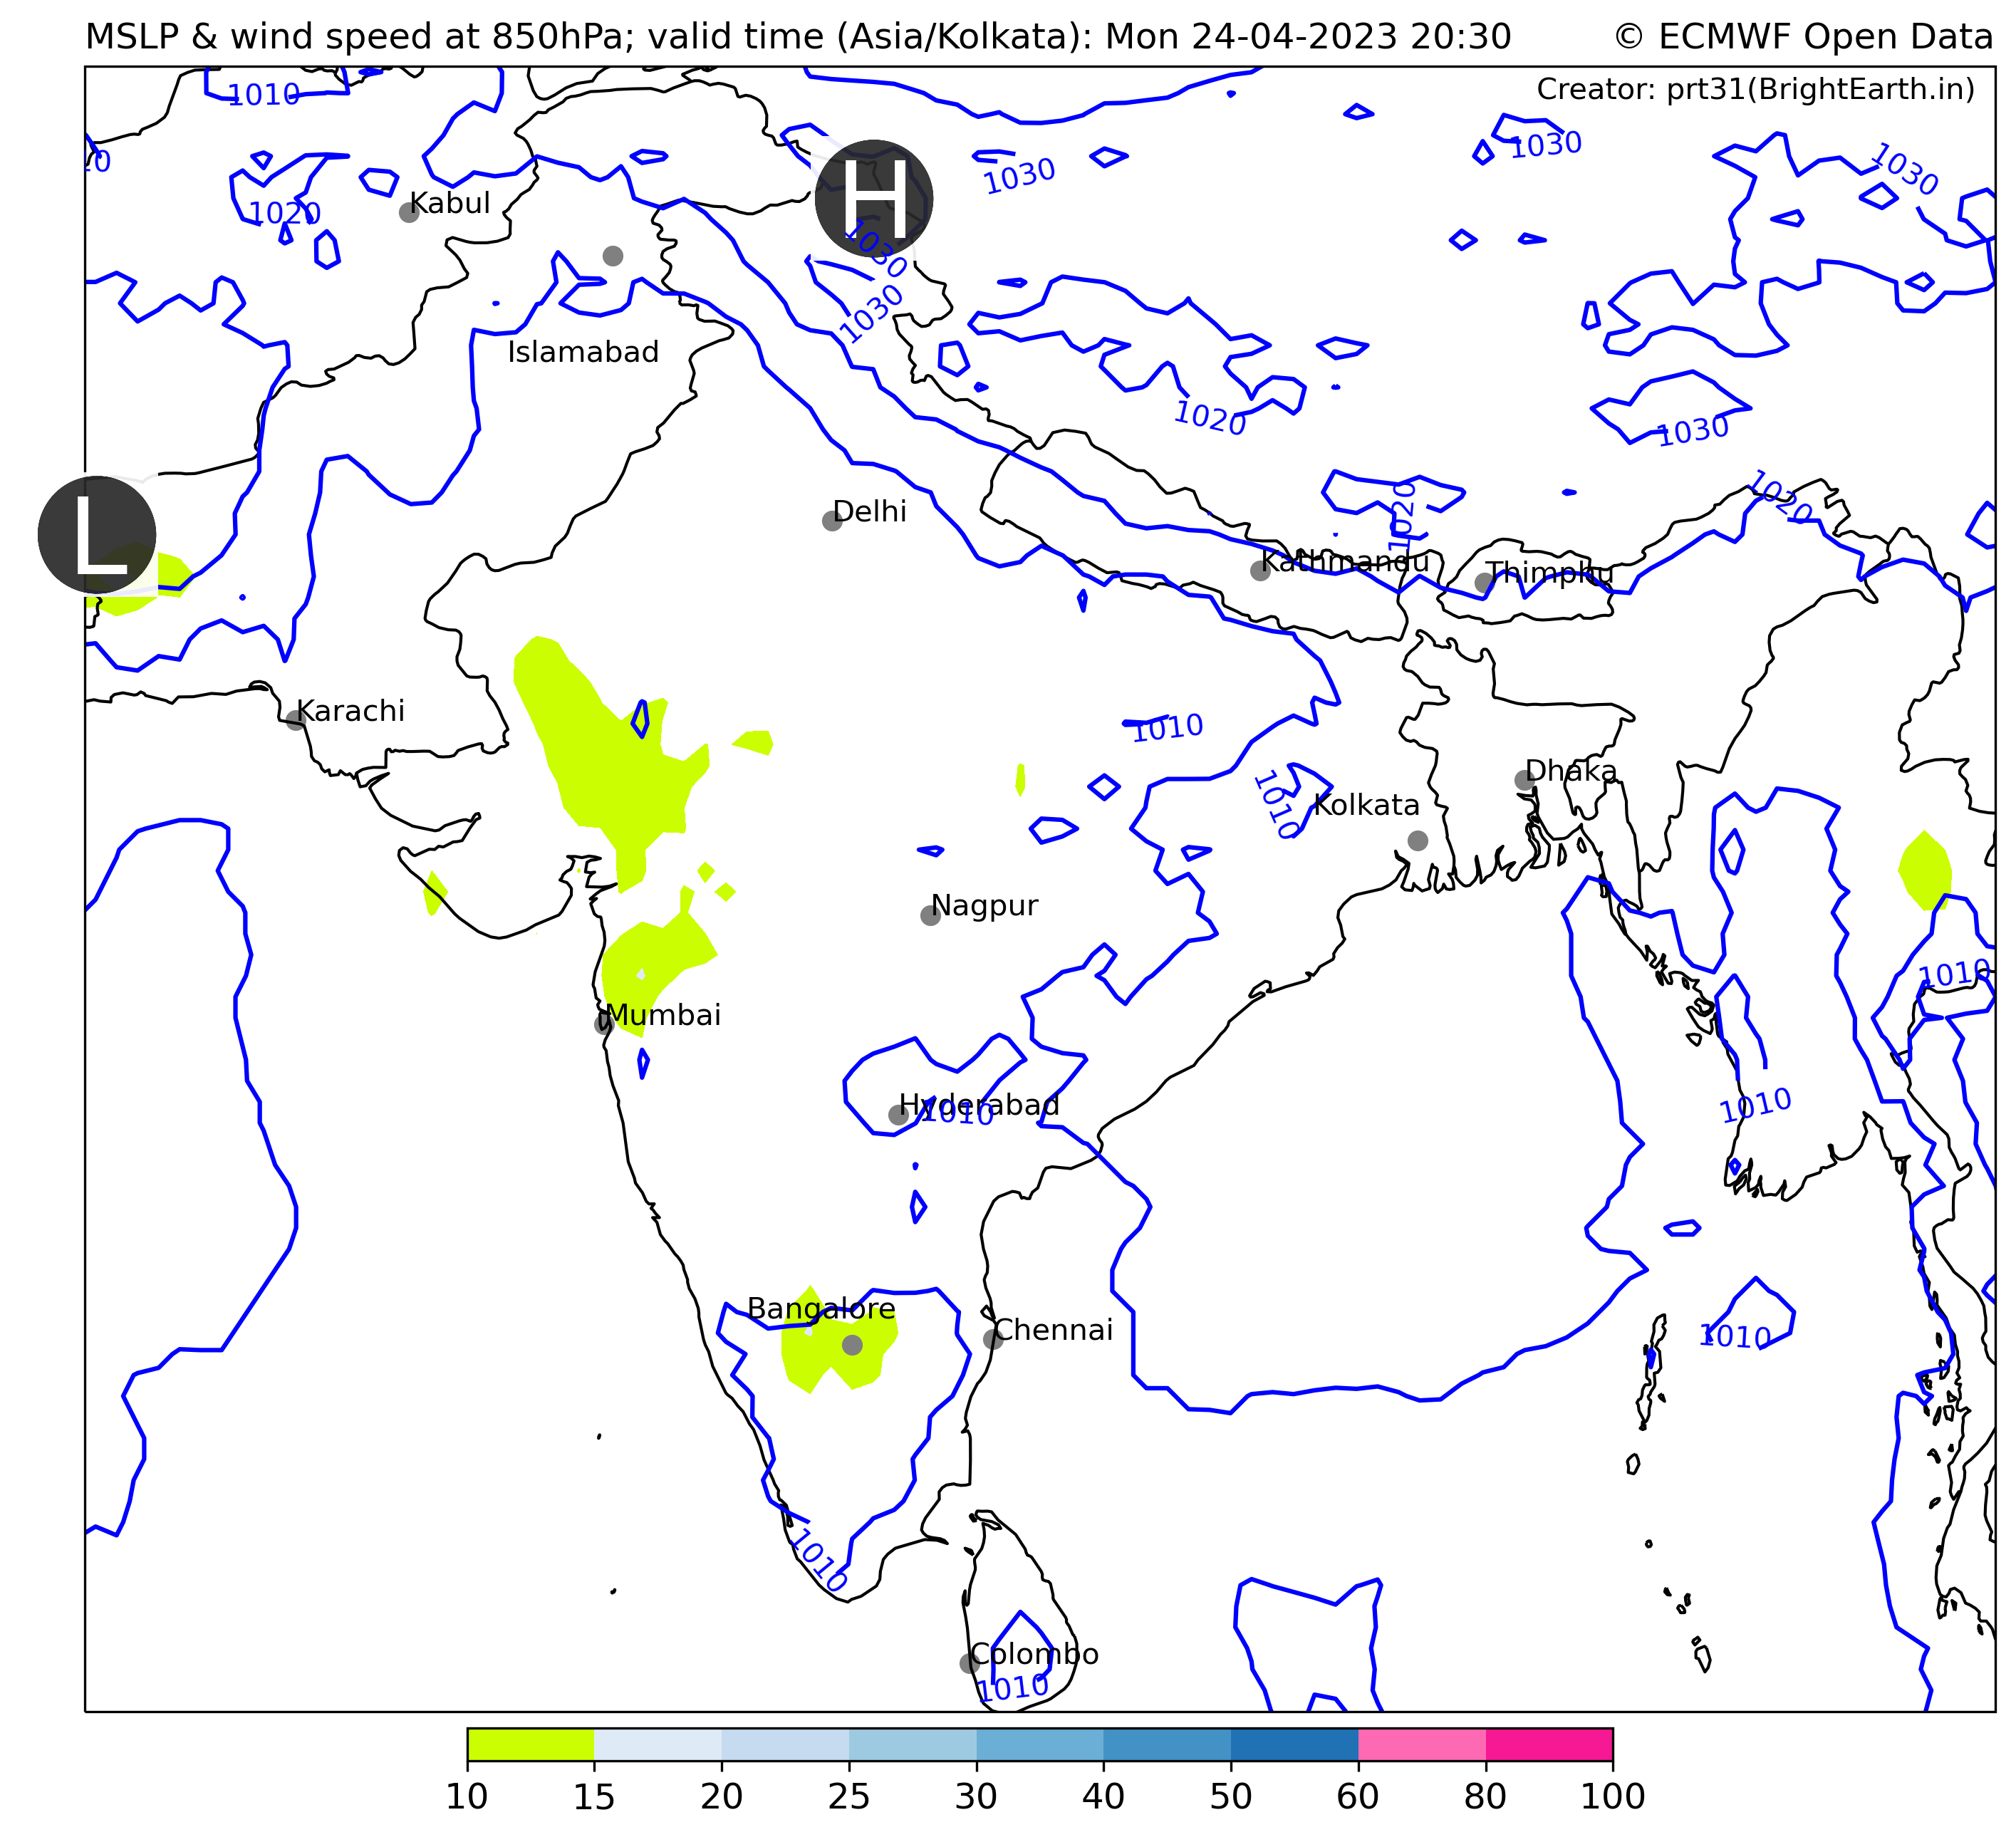 MSLP & wind speed at 850hPa; valid time (Asia/Kolkata): Mon 24-04-2023 20:30
© ECMWF Open Data
Creator: prt31(BrightEarth.in)
1010
1030
1030
H
1030
1020
Kabul
1030
1030
Islamabad
1020
1030
L
Delhi
1020
1020
Kathmandu
Thimphu
Karachi
1010
Dhaka
1010
Kolkata
Nagpur
1010
Mumbai
Hyderabad
1010
1010
Bangalore
Chennai
1010
1010
Colombo
1010
10 15 20 25 30 40 50 60 80 100